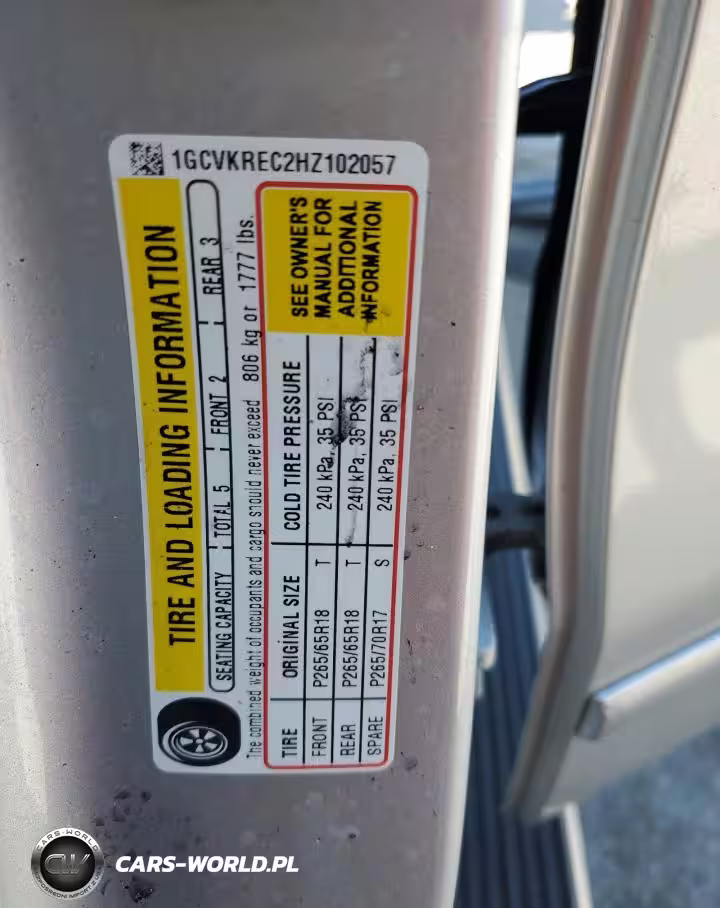 1GCVKREC2HZ102057
TIRE AND LOADING INFORMATION
SEATING CAPACITY TOTAL 5 FRONT 2 REAR 3
The combined weight of occupants and cargo should never exceed 806 kg or 1777 lbs.
TIRE ORIGINAL SIZE COLD TIRE PRESSURE
FRONT P265/65R18 T 240 kPa, 35 PSI
REAR P265/65R18 T 240 kPa, 35 PSI
SPARE P265/70R17 S 240 kPa, 35 PSI
SEE OWNER'S
MANUAL FOR
ADDITIONAL
INFORMATION
CARS-WORLD
CW
CARS-WORLD.PL